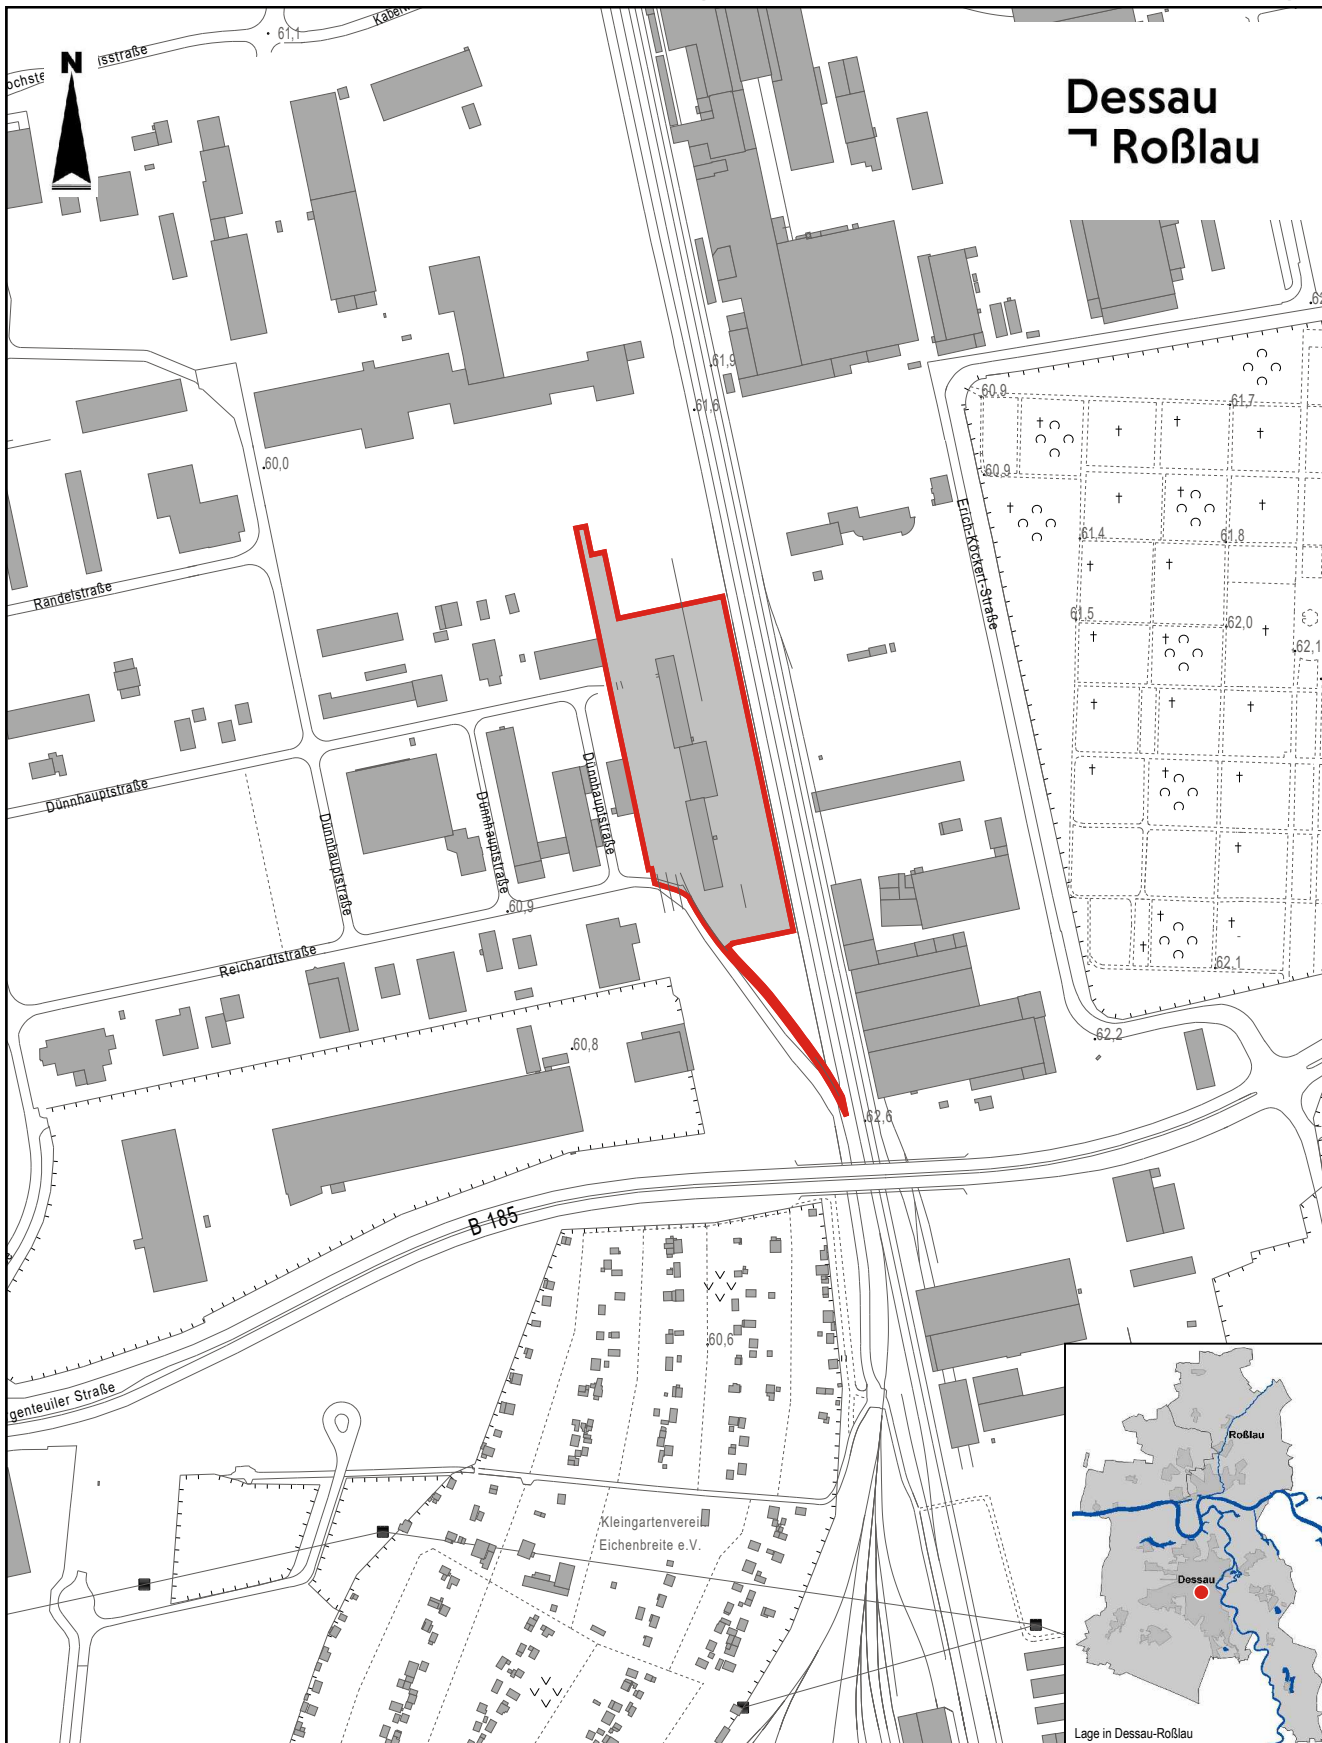 61,1
N
Dessau
Roßlau
61,9
61,6
60,0
60,9
61,7
60,9
61,4
61,8
61,5
62,0
62,1
Erich-Köckert-Straße
Randelstraße
Dünnhauptstraße
Dünnhauptstraße
Dünnhauptstraße
Dünnhauptstraße
60,9
Reichardtstraße
62,1
62,2
60,8
62,6
B 185
60,6
genteuiler Straße
Kleingartenverein
Eichenbreite e.V.
Roßlau
Dessau
Lage in Dessau-Roßlau